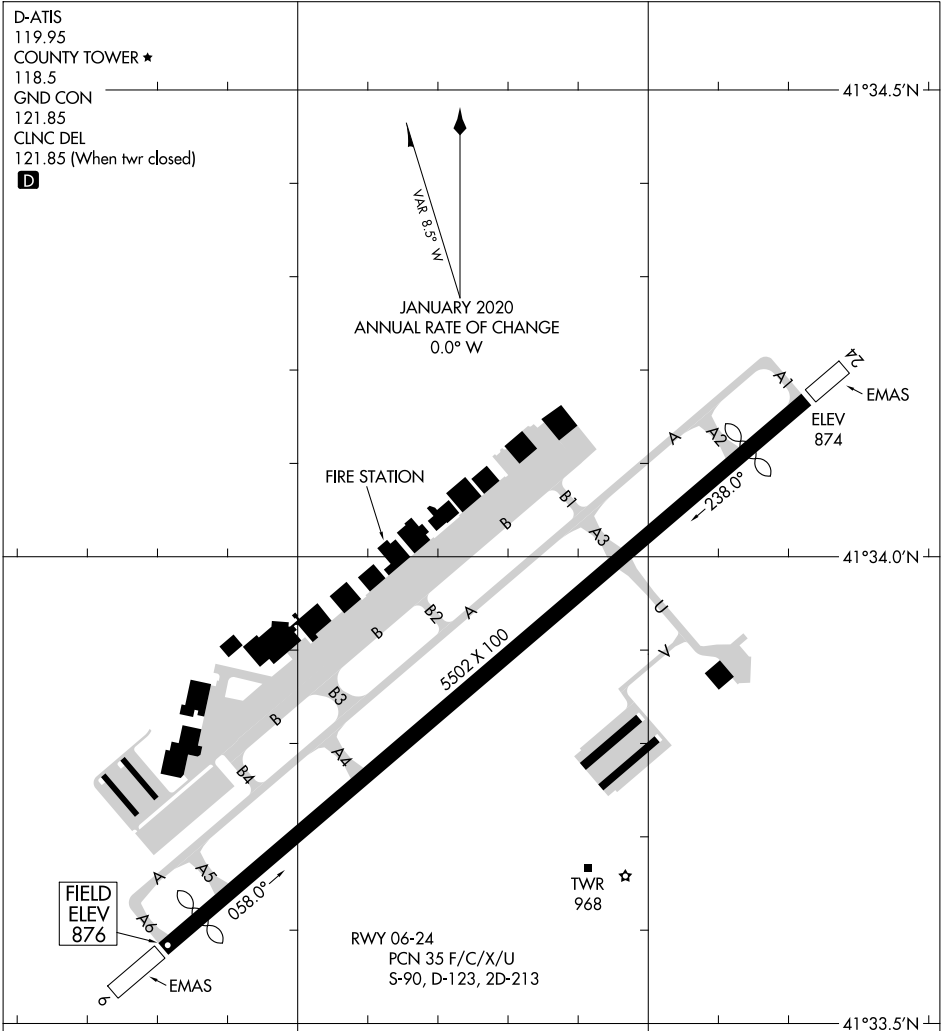 D-ATIS
119.95
COUNTY TOWER ★
118.5
GND CON
121.85
CLNC DEL
121.85 (When twr closed)
D
41°34.5'N
VAR 8.5° W
JANUARY 2020
ANNUAL RATE OF CHANGE
0.0° W
24
A1
EMAS
ELEV
874
A
A2
FIRE STATION
238.0°
B1
B
A3
41°34.0'N
B2
A
U
B
5502 X 100
V
B3
B
A4
B4
A
A5
TWR
968
058.0°
FIELD
ELEV
876
A6
RWY 06-24
PCN 35 F/C/X/U
S-90, D-123, 2D-213
EMAS
6
41°33.5'N